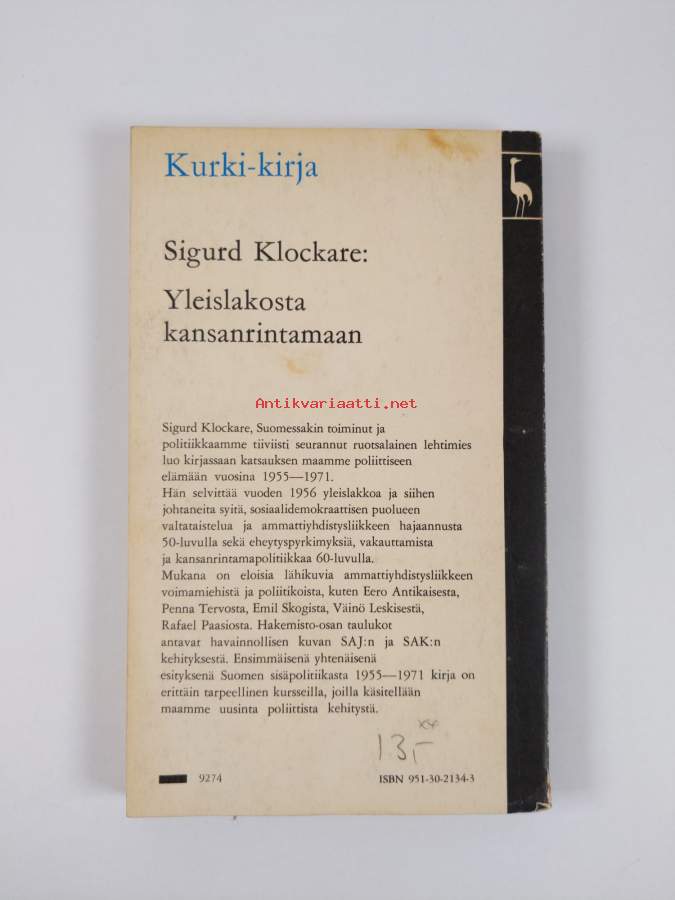 Kurki-kirja
Sigurd Klockare:
Yleislakosta
kansanrintamaan
Antikvariaatti.net
Sigurd Klockare, Suomessakin toiminut ja
politiikkaamme tiiviisti seurannut ruotsalainen lehtimies
luo kirjassaan katsauksen maamme poliittiseen
elämään vuosina 1955—1971.
Hän selvittää vuoden 1956 yleislakkoa ja siihen
johtaneita syitä, sosiaalidemokraattisen puolueen
valtataistelua ja ammattiyhdistysliikkeen hajaannusta
50-luvulla sekä eheytyspyrkimyksiä, vakauttamista
ja kansanrintamapolitiikkaa 60-luvulla.
Mukana on eloisia lähikuvia ammattiyhdistysliikkeen
voimamiehistä ja poliitikoista, kuten Eero Antikaisesta,
Penna Tervosta, Emil Skogista, Väinö Leskisestä,
Rafael Paasiosta. Hakemisto-osan taulukot
antavat havainnollisen kuvan SAJ:n ja SAK:n
kehityksestä. Ensimmäisenä yhtenäisenä
esityksenä Suomen sisäpolitiikasta 1955—1971 kirja on
erittäin tarpeellinen kursseilla, joilla käsitellään
maamme uusinta poliittista kehitystä.
13,-
9274
ISBN 951-30-2134-3